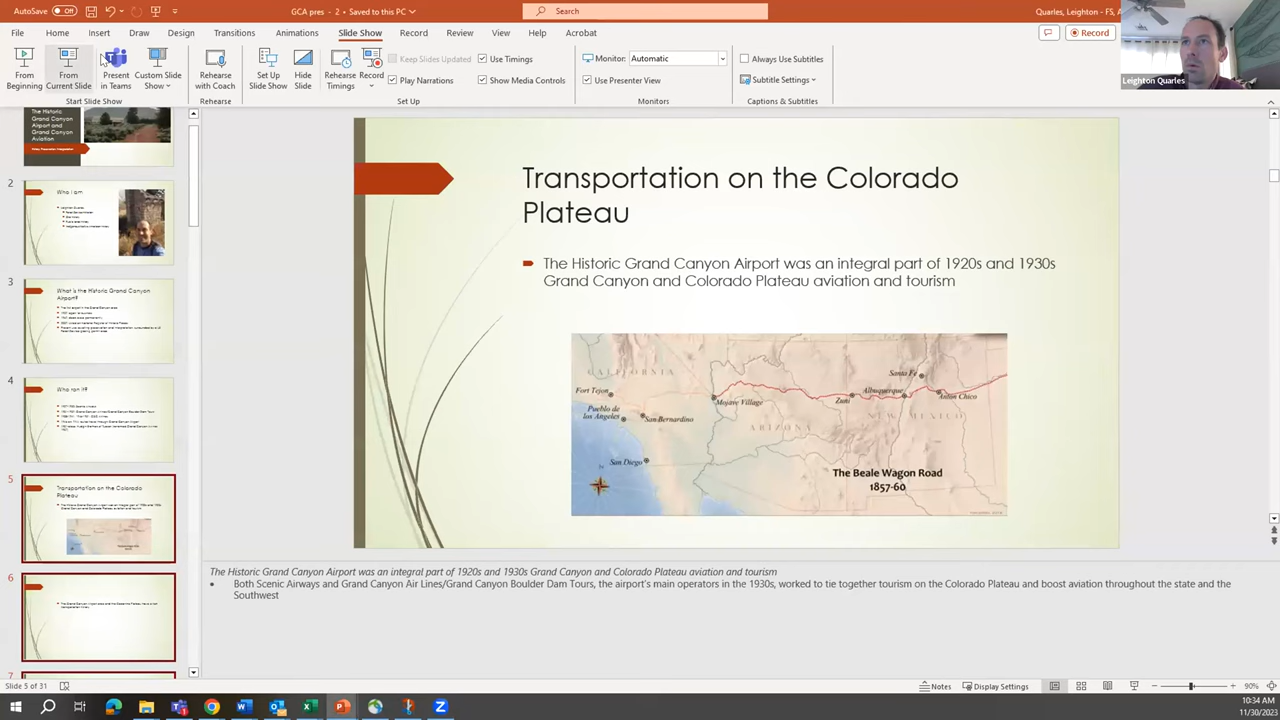 AutoSave Off
GCA pres - 2 • Saved to this PC
Search
Quarles, Leighton - FS, A
File Home Insert Draw Design Transitions Animations Slide Show Record Review View Help Acrobat
Record
From Beginning
From Current Slide
Present in Teams
Custom Slide Show
Rehearse with Coach
Set Up Slide Show
Hide Slide
Rehearse Timings
Record
Keep Slides Updated
Play Narrations
Use Timings
Show Media Controls
Monitor: Automatic
Use Presenter View
Always Use Subtitles
Subtitle Settings
Start Slide Show
Rehearse
Set Up
Monitors
Captions & Subtitles
Leighton Quarles
The Historic
Grand Canyon
Airport and
Grand Canyon
Aviation
2
Who I am
3
What is the Historic Grand Canyon
Airport?
4
Who ran it?
5
Transportation on the Colorado
Plateau
6
7
Transportation on the Colorado
Plateau
The Historic Grand Canyon Airport was an integral part of 1920s and 1930s
Grand Canyon and Colorado Plateau aviation and tourism
CALIFORNIA
Fort Tejon
Pueblo de
los Angeles
San Bernardino
San Diego
Mojave Village
ARIZONA
Zuni
Albuquerque
Santa Fe
Anton Chico
NEW MEXICO
The Beale Wagon Road
1857-60
The Historic Grand Canyon Airport was an integral part of 1920s and 1930s Grand Canyon and Colorado Plateau aviation and tourism
• Both Scenic Airways and Grand Canyon Air Lines/Grand Canyon Boulder Dam Tours, the airport's main operators in the 1930s, worked to tie together tourism on the Colorado Plateau and boost aviation throughout the state and the
Southwest
Slide 5 of 31
Notes
Display Settings
90%
10:34 AM
11/30/2023